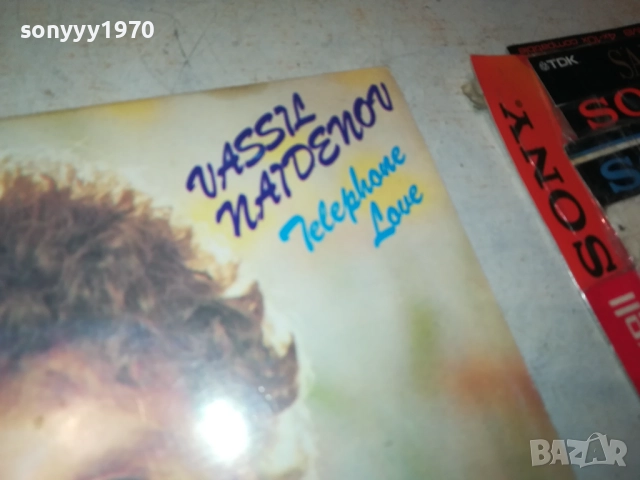 sonyyy1970
VASSIL
NAIDENOV
Telephone
Love
TDK
SONY
SO
S
BAZAR